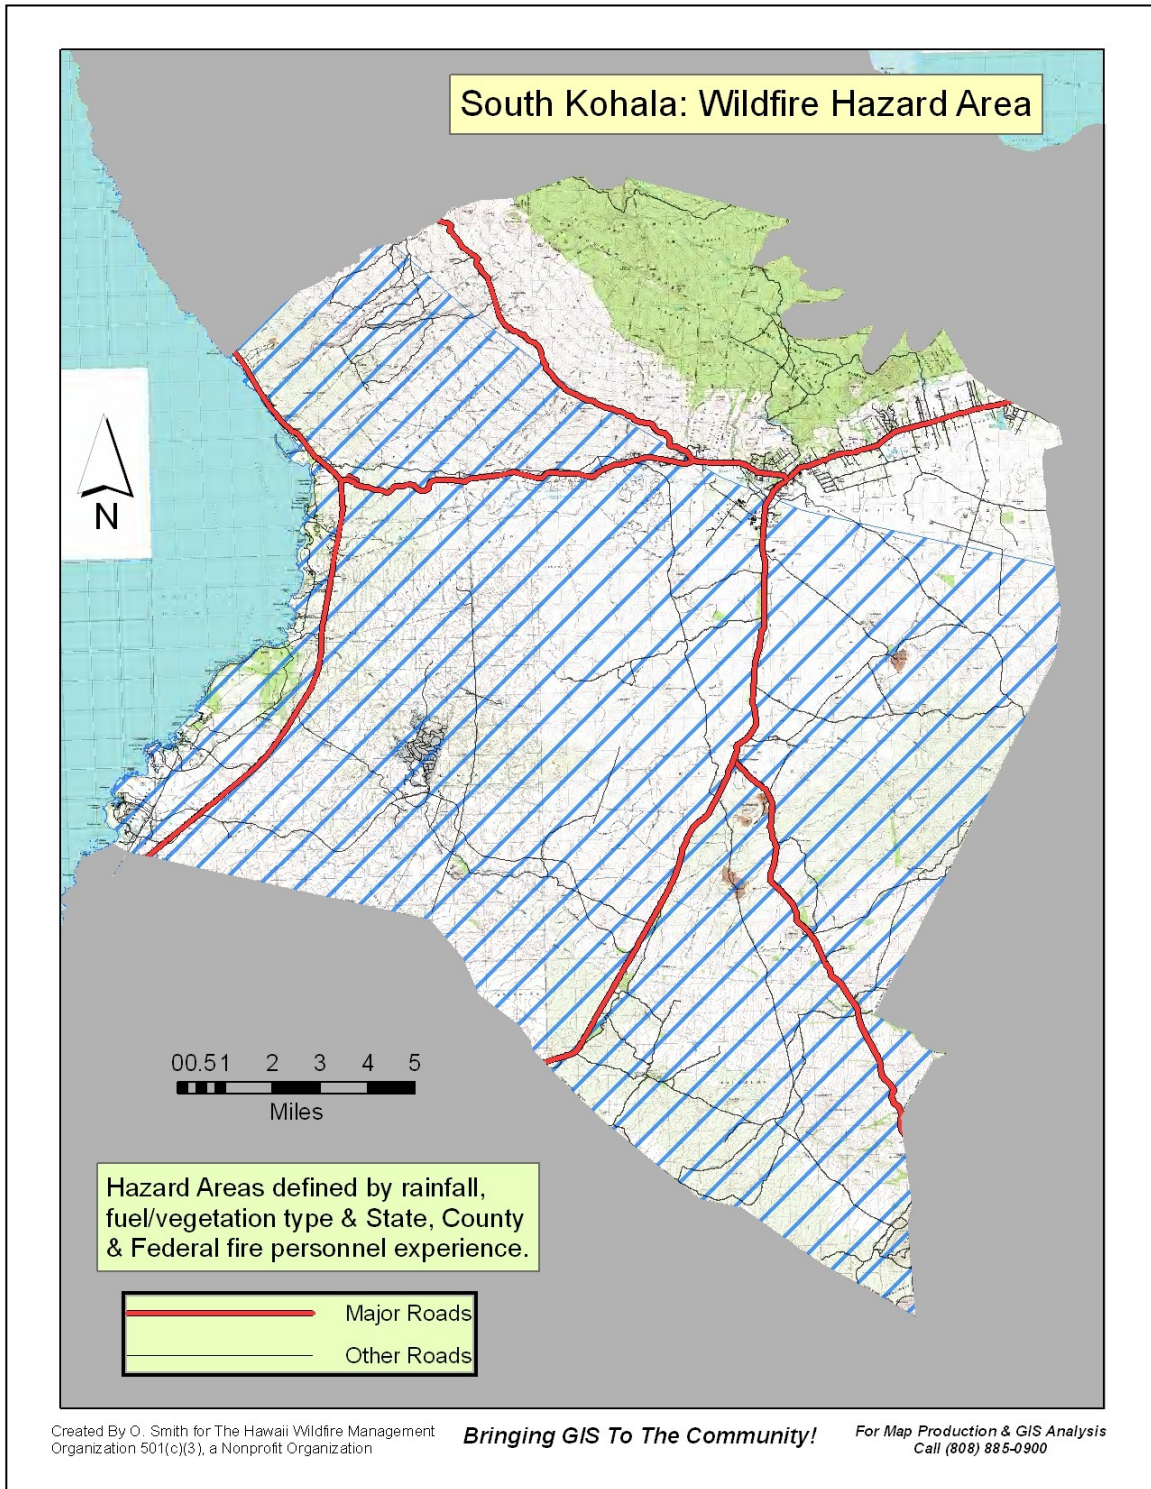 South Kohala: Wildfire Hazard Area
N
00.51 2 3 4 5
Miles
Hazard Areas defined by rainfall,
fuel/vegetation type & State, County
& Federal fire personnel experience.
Major Roads
Other Roads
Created By O. Smith for The Hawaii Wildfire Management
Organization 501(c)(3), a Nonprofit Organization
Bringing GIS To The Community!
For Map Production & GIS Analysis
Call (808) 885-0900